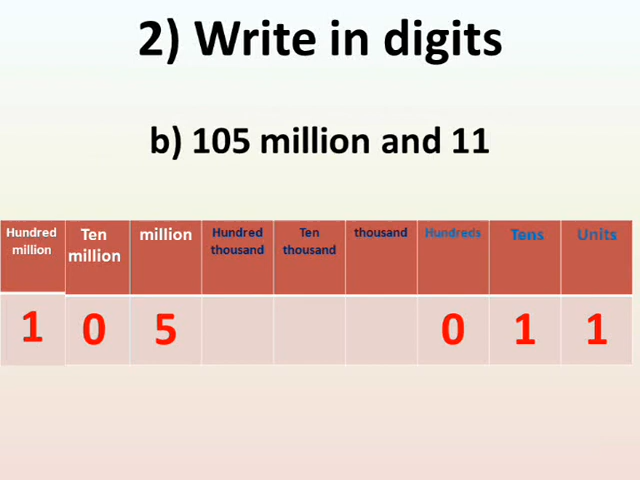 2) Write in digits
b) 105 million and 11
Hundred million Ten million million Hundred thousand Ten thousand thousand Hundreds Tens Units
1 0 5 0 1 1